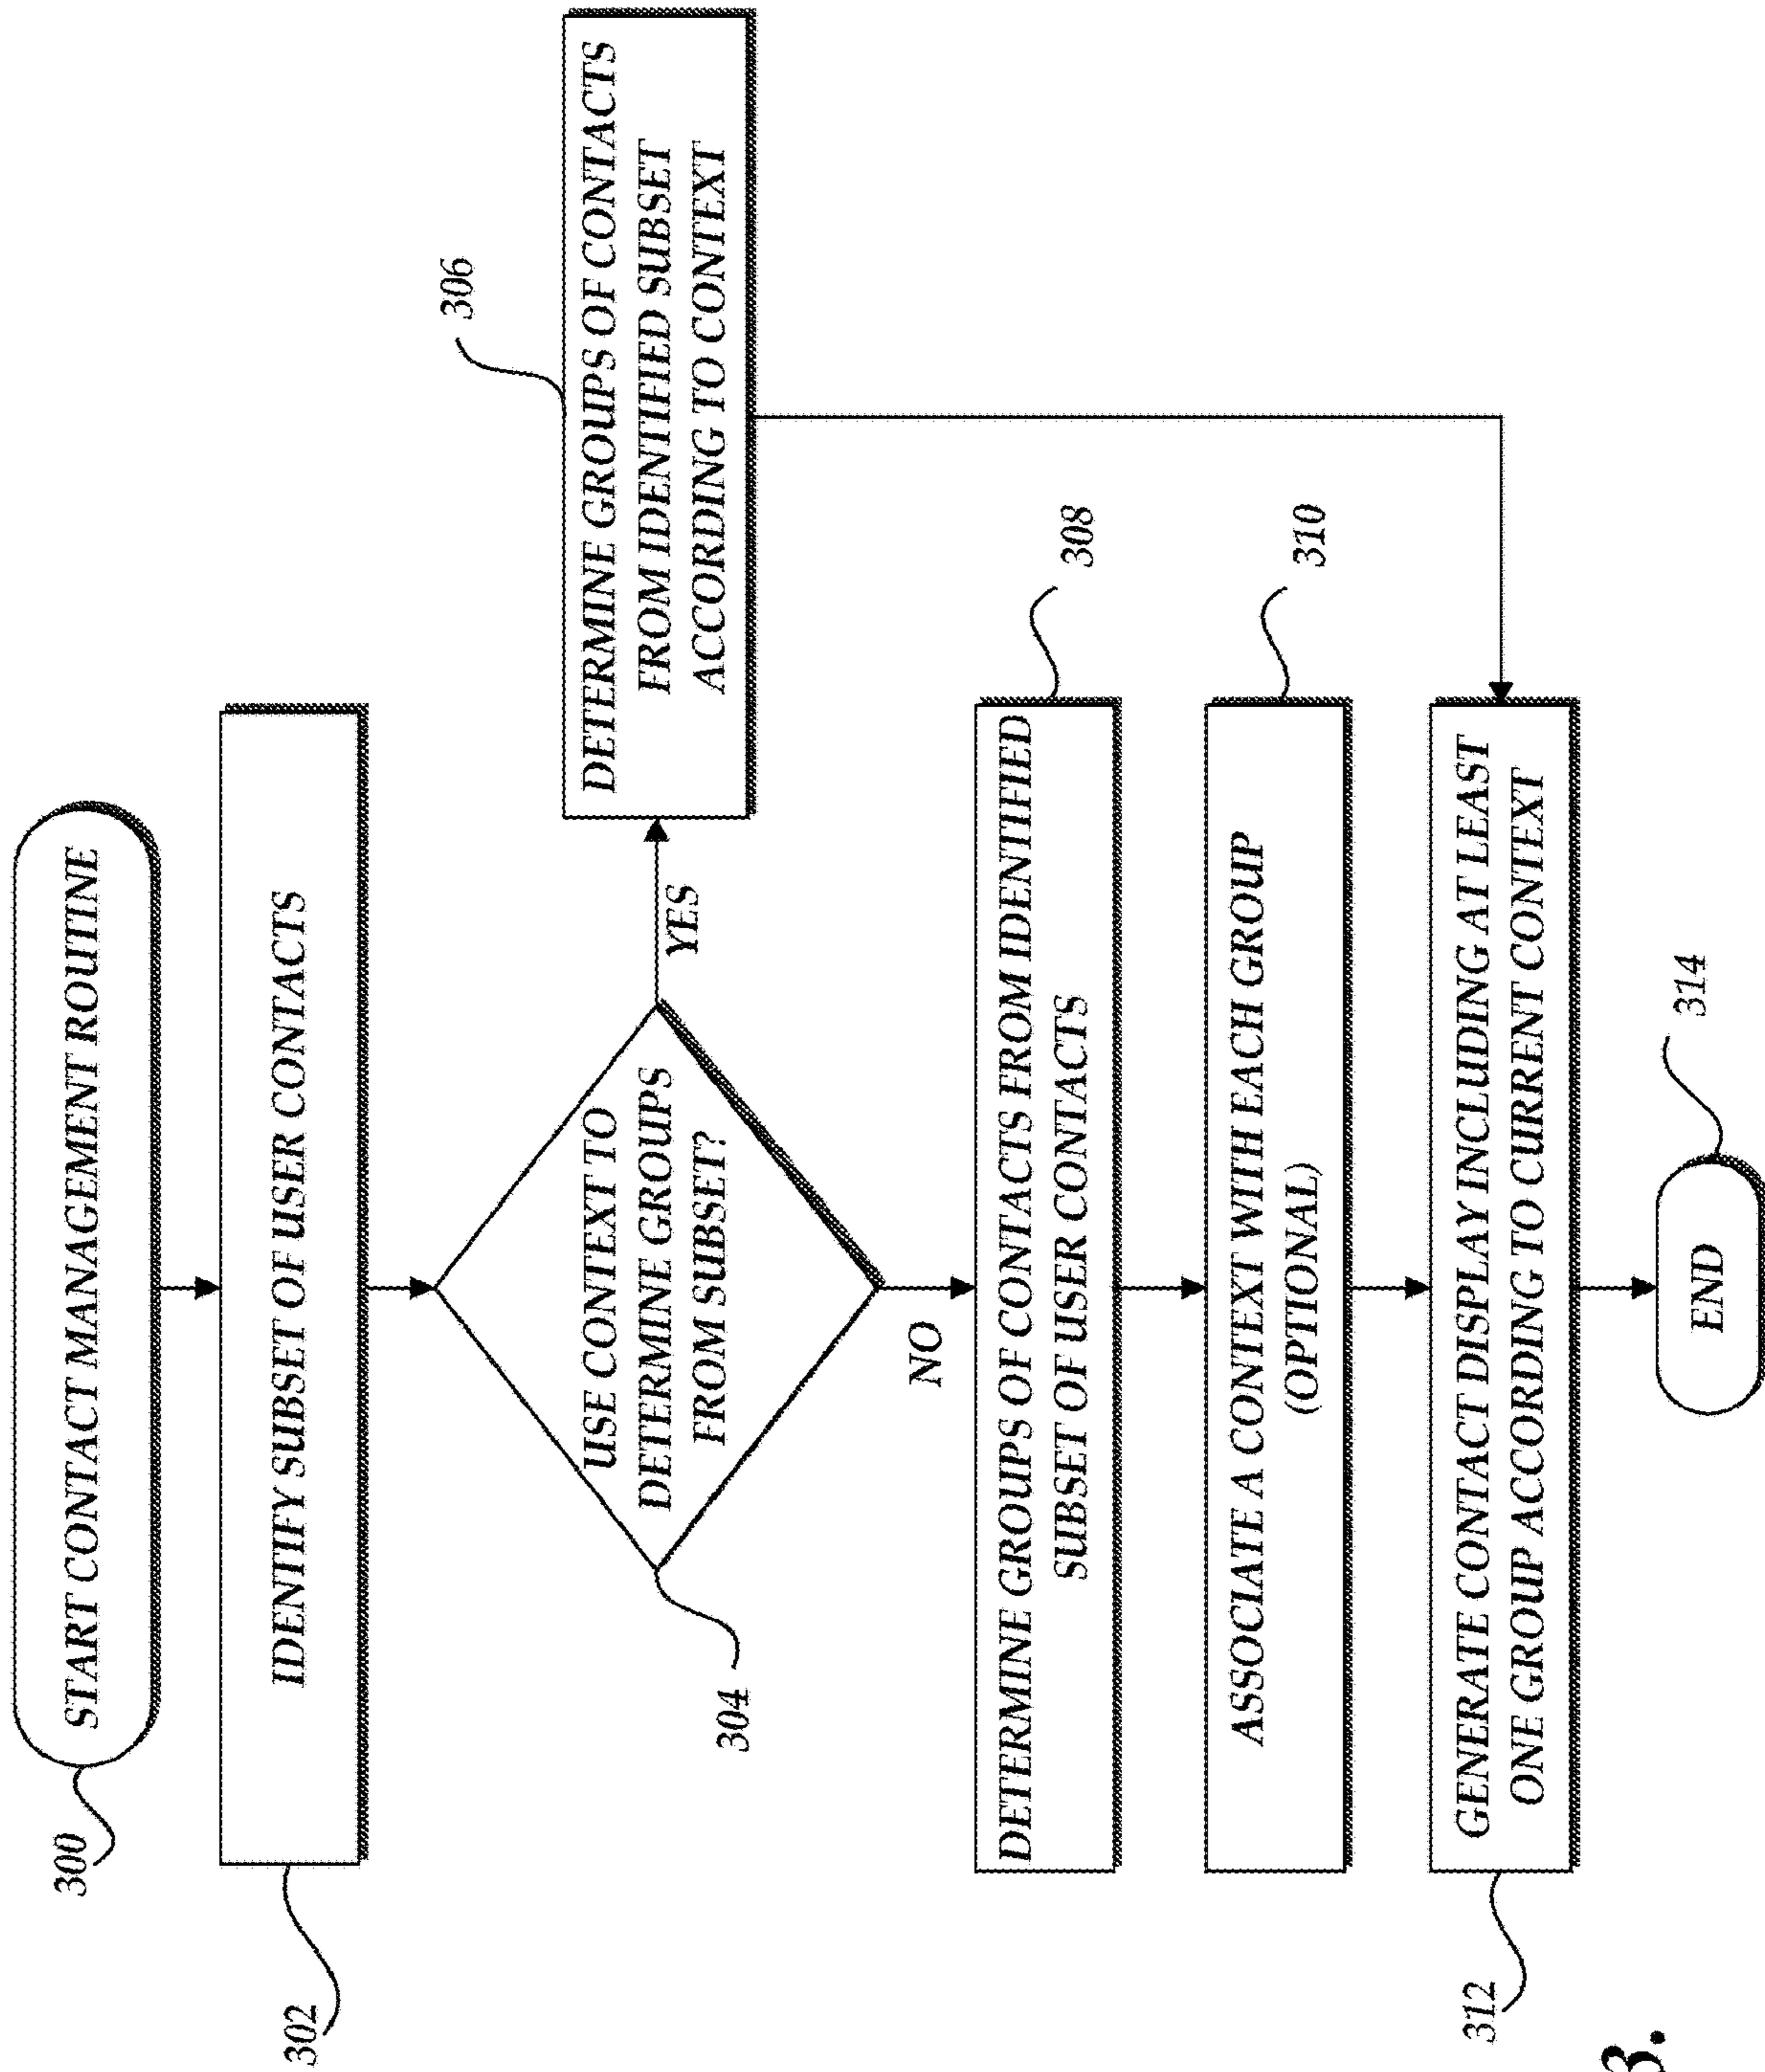 300
START CONTACT MANAGEMENT ROUTINE
302
IDENTIFY SUBSET OF USER CONTACTS
304
USE CONTEXT TO
DETERMINE GROUPS
FROM SUBSET?
YES
306
DETERMINE GROUPS OF CONTACTS
FROM IDENTIFIED SUBSET
ACCORDING TO CONTEXT
NO
308
DETERMINE GROUPS OF CONTACTS FROM IDENTIFIED
SUBSET OF USER CONTACTS
310
ASSOCIATE A CONTEXT WITH EACH GROUP
(OPTIONAL)
312
GENERATE CONTACT DISPLAY INCLUDING AT LEAST
ONE GROUP ACCORDING TO CURRENT CONTEXT
314
END
3.